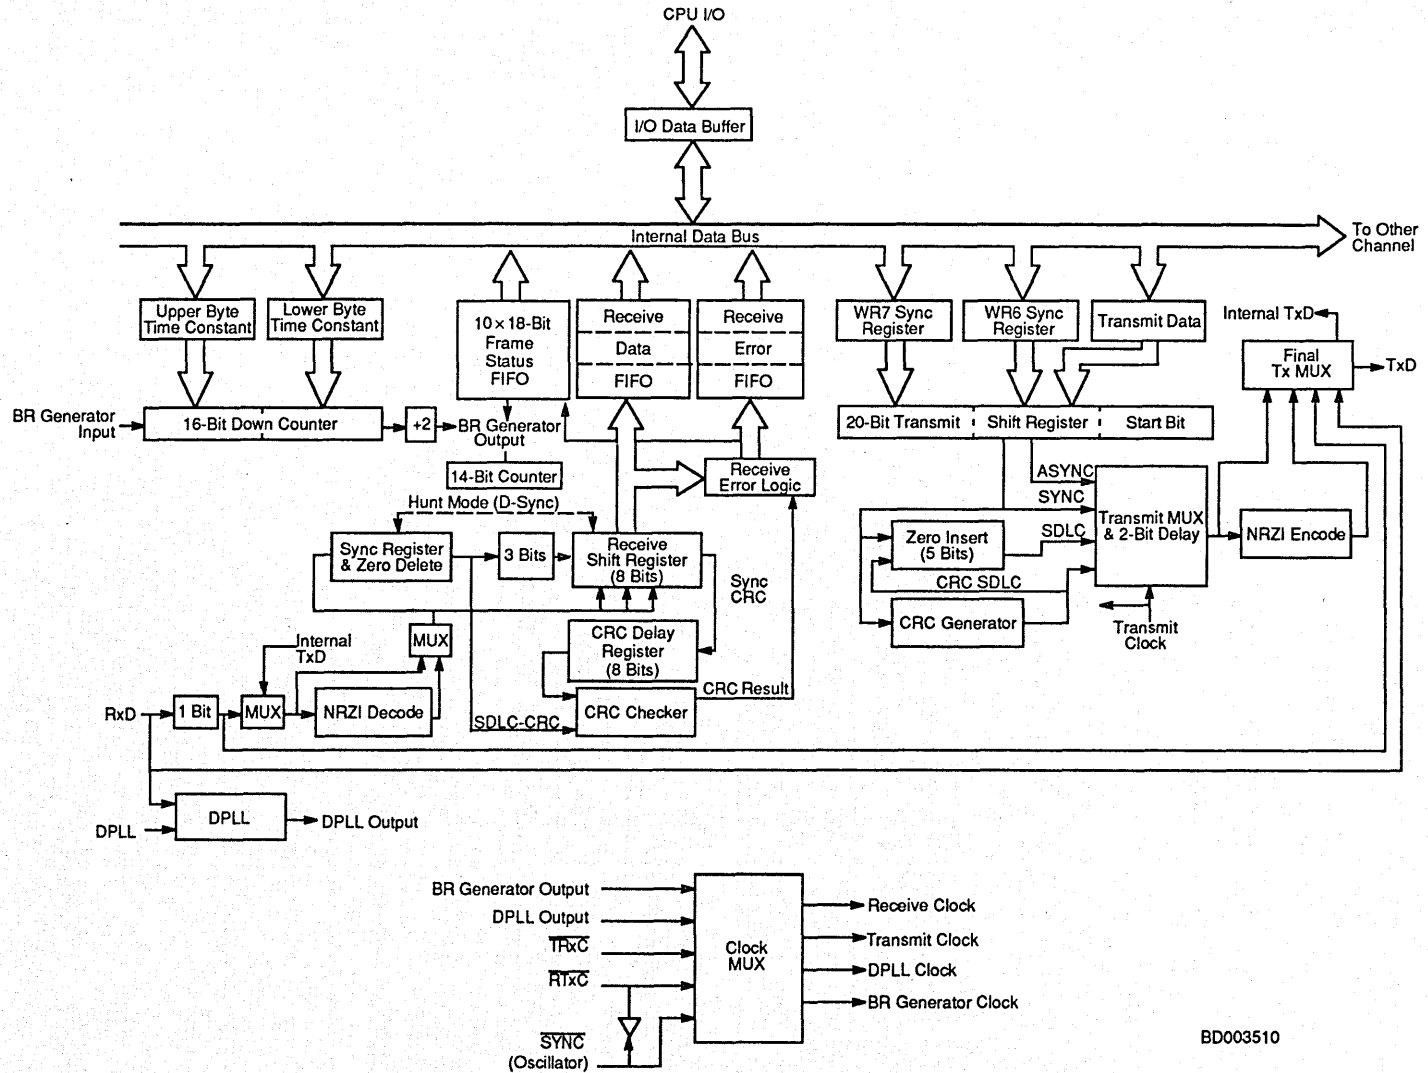 CPU I/O
I/O Data Buffer
Internal Data Bus
To Other
Channel
Upper Byte
Time Constant
Lower Byte
Time Constant
10×18-Bit
Frame
Status
FIFO
Receive
Data
FIFO
Receive
Error
FIFO
WR7 Sync
Register
WR6 Sync
Register
Transmit Data
Internal TxD
Final
Tx MUX
TxD
BR Generator
Input
16-Bit Down Counter
+2
BR Generator
Output
14-Bit Counter
Receive
Error Logic
20-Bit Transmit
Shift Register
Start Bit
Hunt Mode (D-Sync)
Sync Register
& Zero Delete
3 Bits
Receive
Shift Register
(8 Bits)
Sync
CRC
ASYNC
SYNC
SDLC
Zero Insert
(5 Bits)
CRC SDLC
CRC Generator
Transmit MUX
& 2-Bit Delay
NRZI Encode
Transmit
Clock
Internal
TxD
MUX
CRC Delay
Register
(8 Bits)
CRC Result
RxD
1 Bit
MUX
NRZI Decode
SDLC-CRC
CRC Checker
DPLL
DPLL
DPLL Output
BR Generator Output
DPLL Output
TRxC
RTxC
SYNC
(Oscillator)
Clock
MUX
Receive Clock
Transmit Clock
DPLL Clock
BR Generator Clock
BD003510